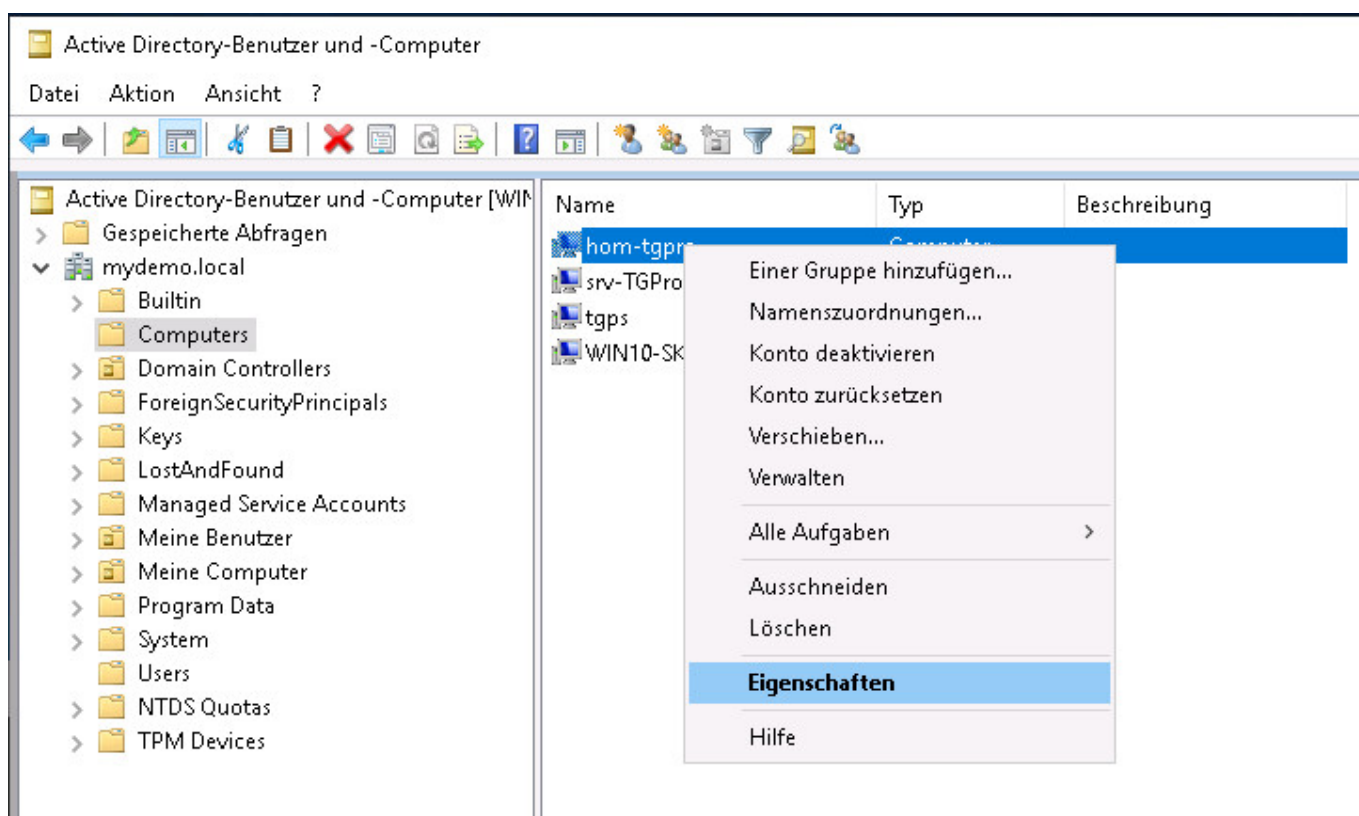 Active Directory-Benutzer und -Computer
Datei Aktion Ansicht ?
Active Directory-Benutzer und -Computer [WIN
Gespeicherte Abfragen
mydemo.local
Builtin
Computers
Domain Controllers
ForeignSecurityPrincipals
Keys
LostAndFound
Managed Service Accounts
Meine Benutzer
Meine Computer
Program Data
System
Users
NTDS Quotas
TPM Devices
Name Typ Beschreibung
hom-tgpro Computer
srv-TGPro
tgps
WIN10-SK
Einer Gruppe hinzufügen...
Namenszuordnungen...
Konto deaktivieren
Konto zurücksetzen
Verschieben...
Verwalten
Alle Aufgaben
Ausschneiden
Löschen
Eigenschaften
Hilfe